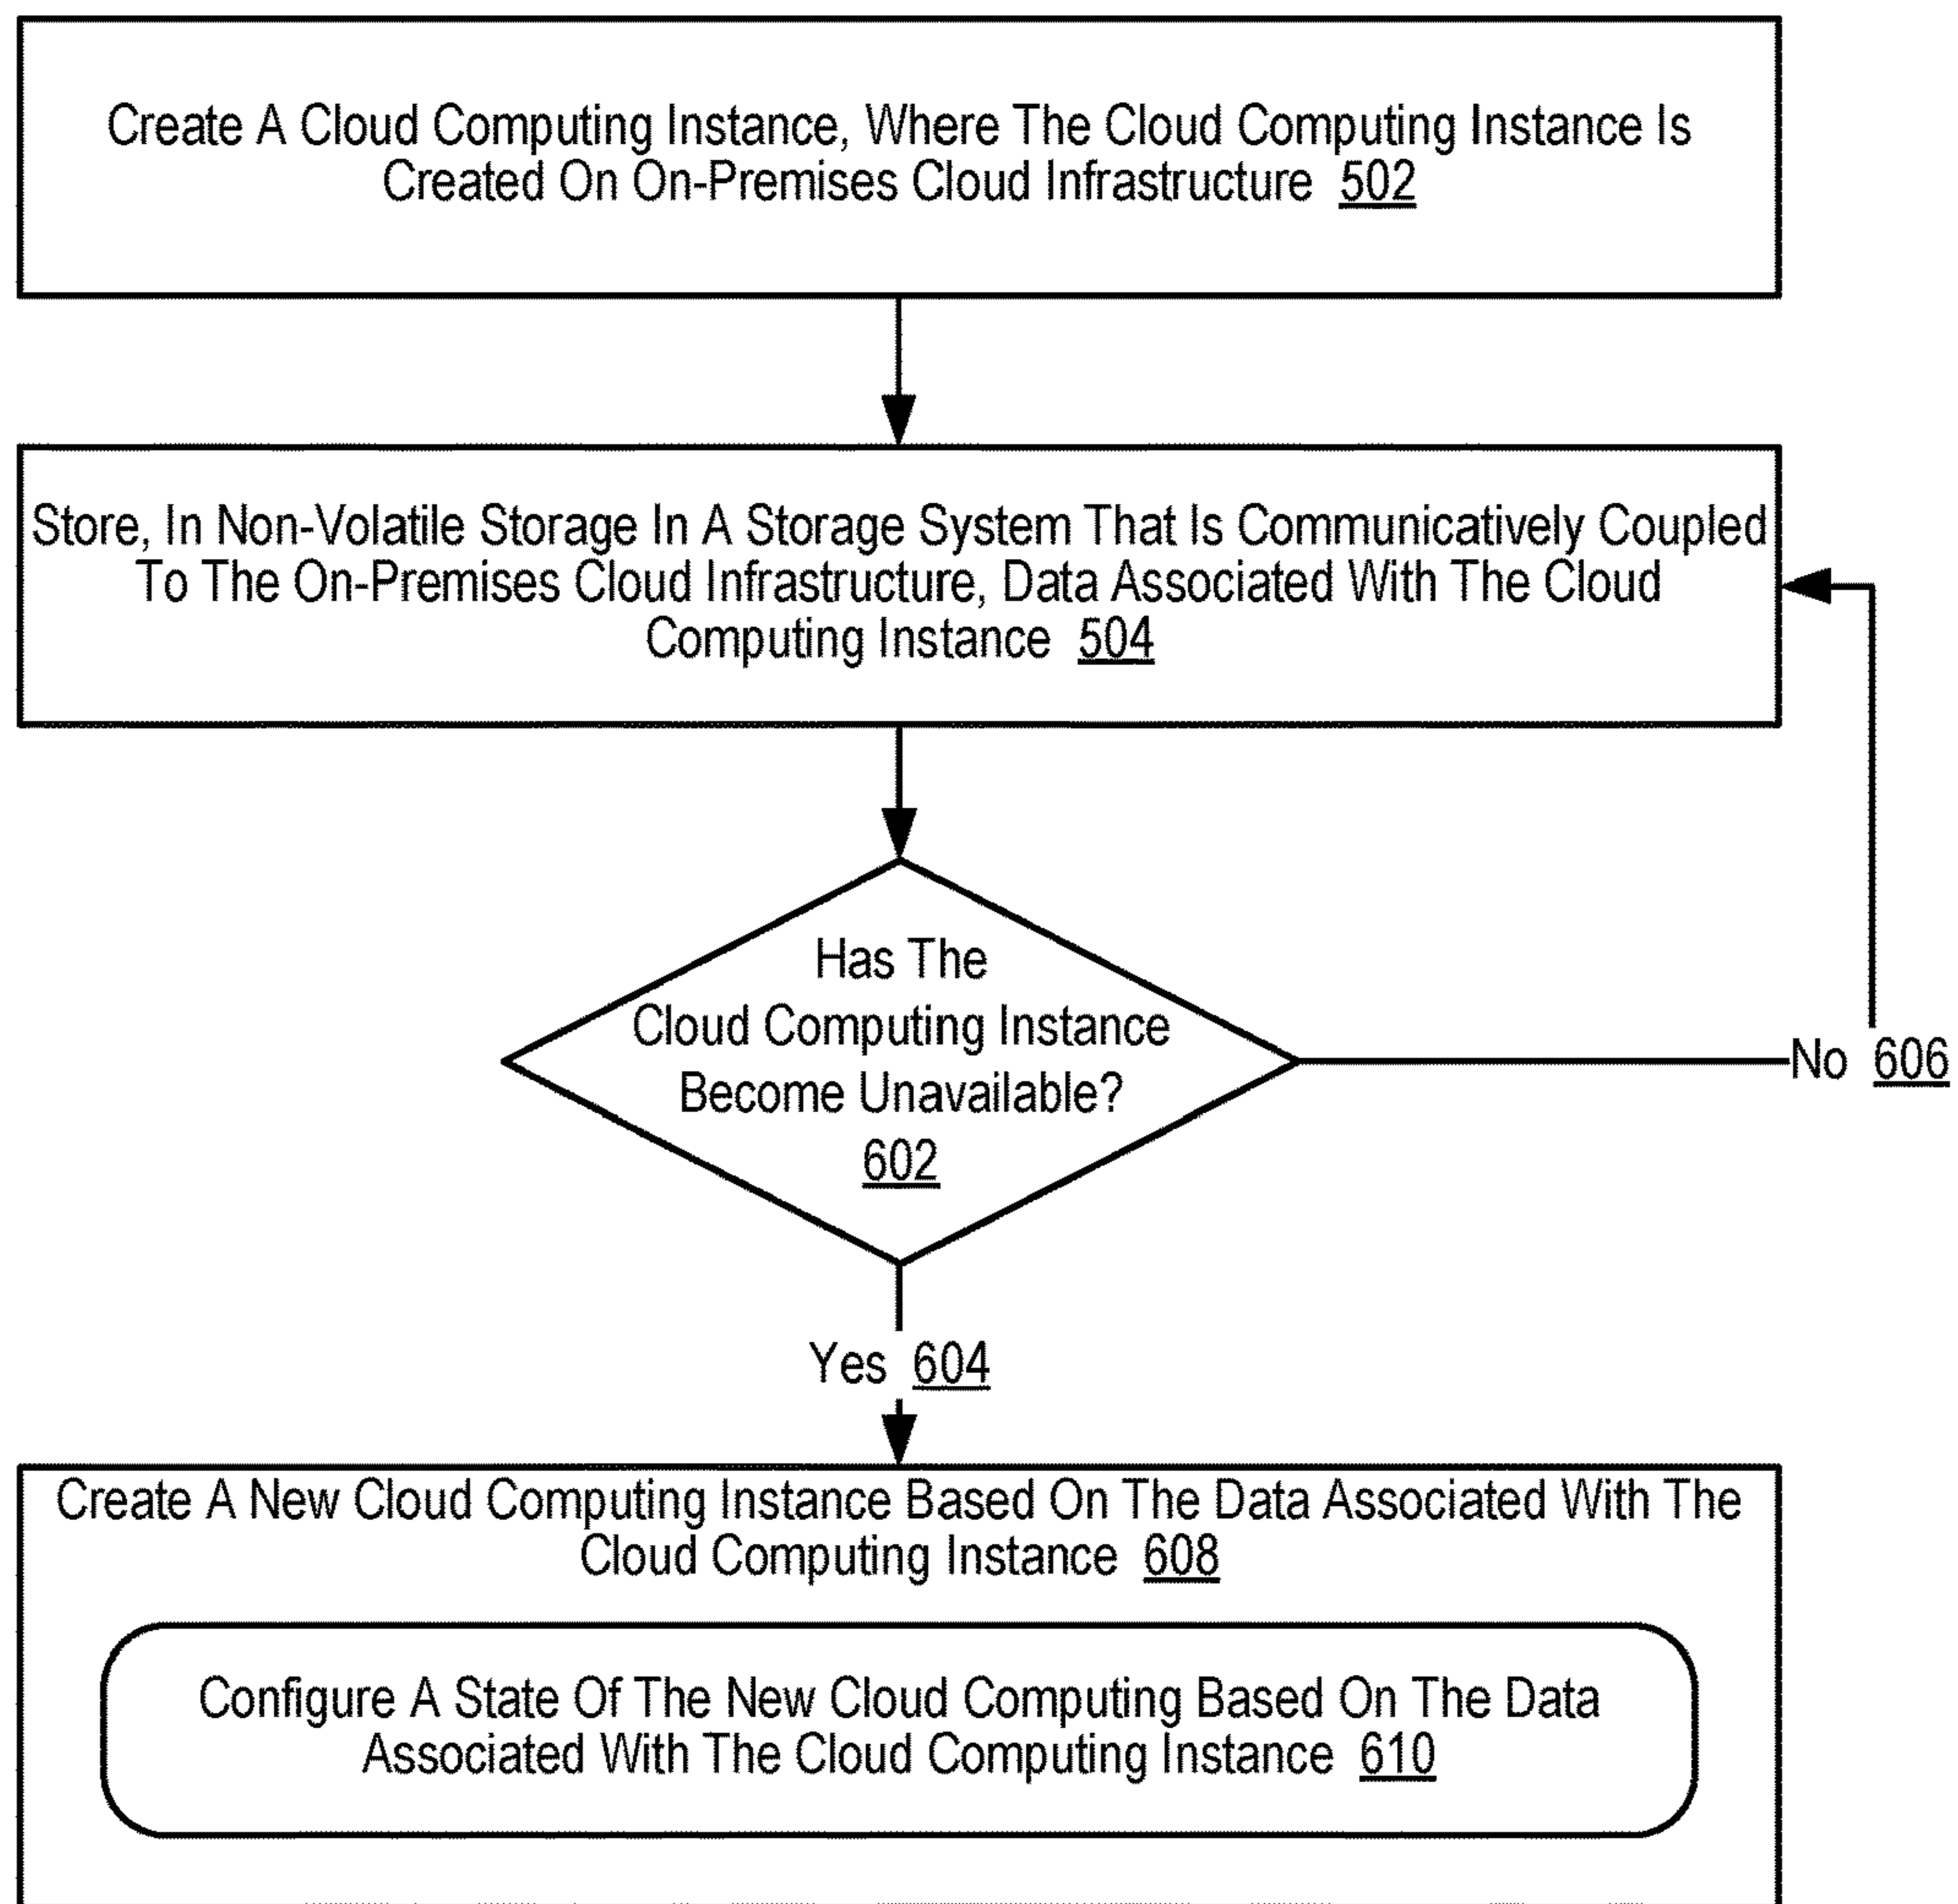 Create A Cloud Computing Instance, Where The Cloud Computing Instance Is
Created On On-Premises Cloud Infrastructure 502
Store, In Non-Volatile Storage In A Storage System That Is Communicatively Coupled
To The On-Premises Cloud Infrastructure, Data Associated With The Cloud
Computing Instance 504
Has The
Cloud Computing Instance
Become Unavailable?
602
No 606
Yes 604
Create A New Cloud Computing Instance Based On The Data Associated With The
Cloud Computing Instance 608
Configure A State Of The New Cloud Computing Based On The Data
Associated With The Cloud Computing Instance 610